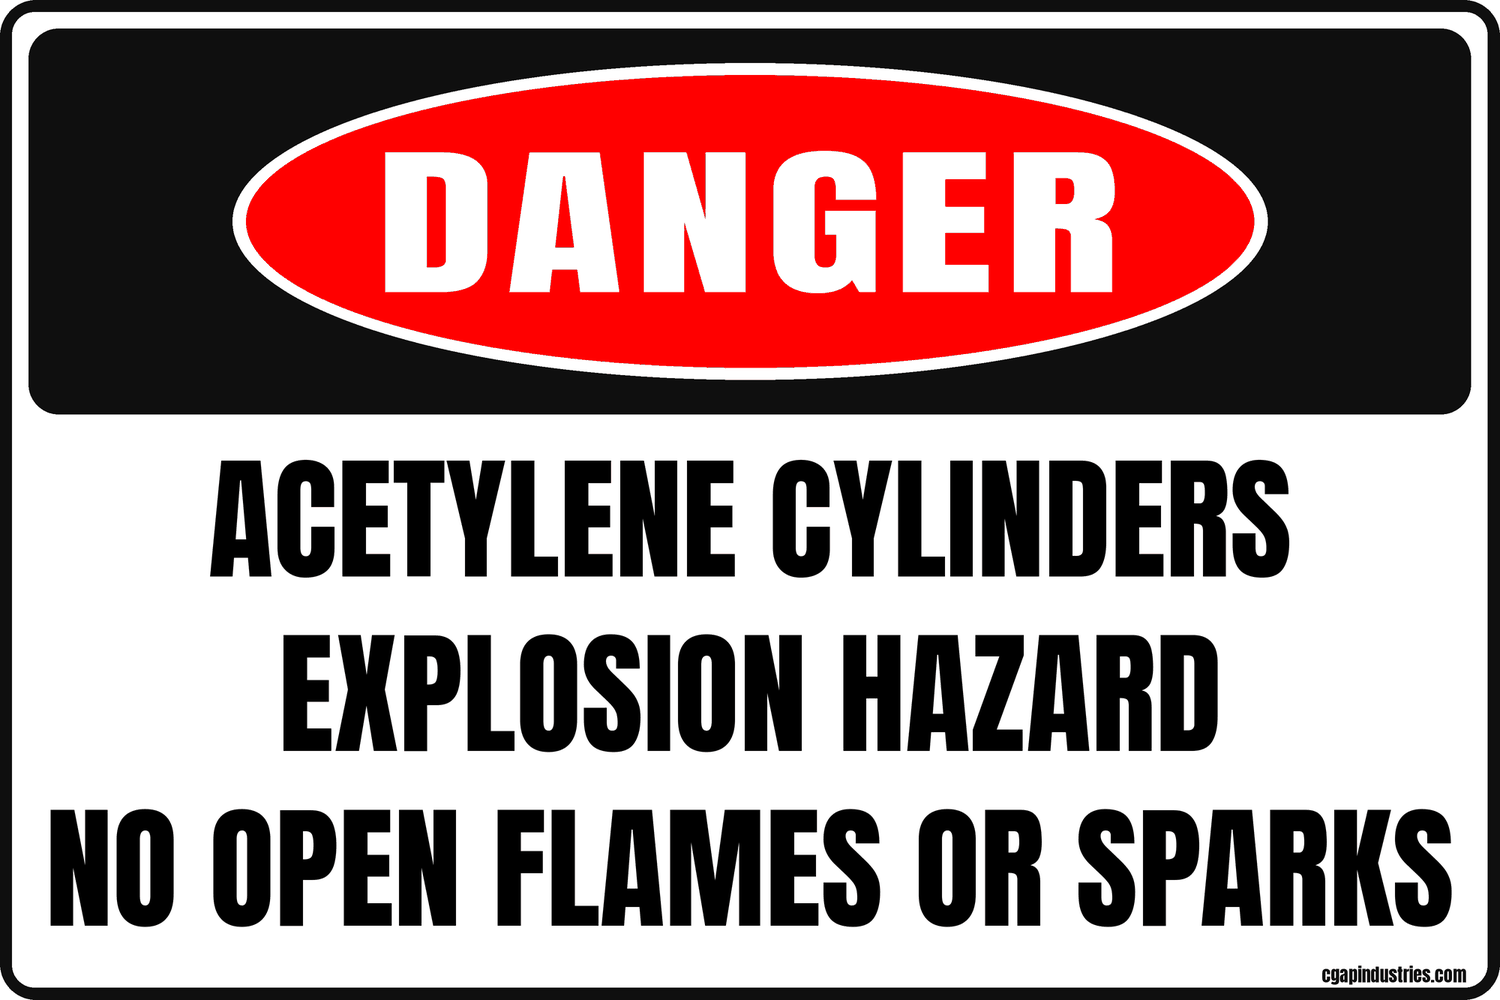 DANGER
ACETYLENE CYLINDERS
EXPLOSION HAZARD
NO OPEN FLAMES OR SPARKS
cgapindustries.com